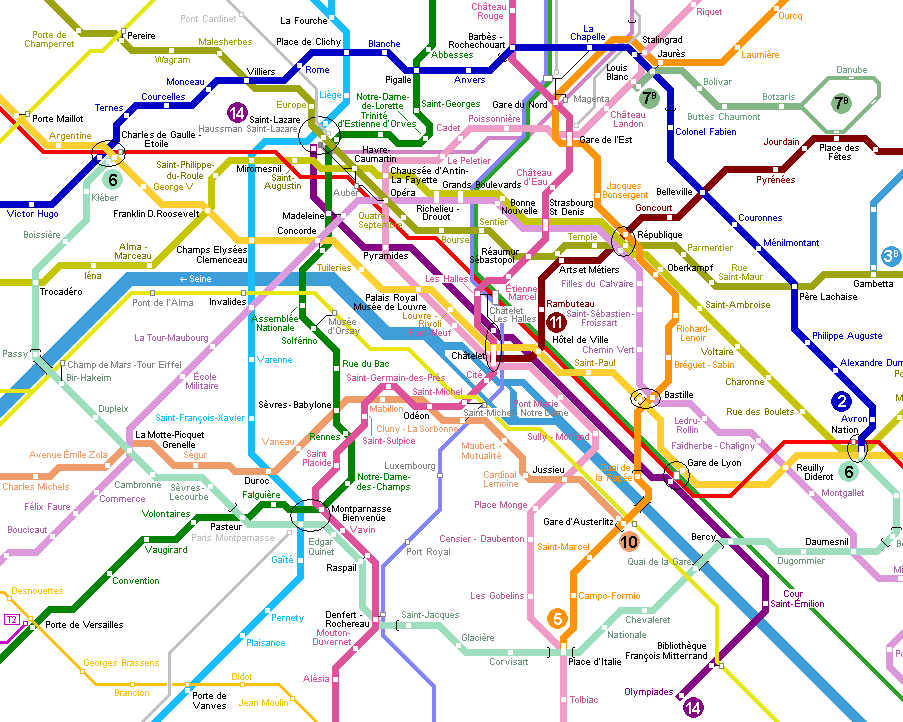 Pont Cardinet
La Fourche
Château
Rouge
Riquet
Ourcq
Porte de
Champerret
Pereire
Malesherbes
Wagram
Place de Clichy
Blanche
Barbès -
Rochechouart
La
Chapelle
Stalingrad
Jaurès
Laumière
Abbesses
Villiers
Rome
Monceau
Courcelles
Ternes
Pigalle
Anvers
Louis
Blanc
7B
Bolivar
Danube
Botzaris
7B
Buttes Chaumont
Liège
Europe
14
Notre-Dame-
de-Lorette
Trinité
d'Estienne d'Orves
Saint-Georges
Gare du Nord
Magenta
Château
Landon
Porte Maillot
Argentine
Charles de Gaulle -
Etoile
Saint-Lazare
Haussman Saint-Lazare
Poissonnière
Cadet
Colonel Fabien
Gare de l'Est
Jourdain
Place des
Fêtes
Havre-
Caumartin
Le Peletier
Saint-Philippe-
du-Roule
Miromesnil
Saint-
Augustin
Chaussée d'Antin-
La Fayette
Château
d'Eau
Pyrénées
6
Kléber
George V
Auber
Opéra
Grands Boulevards
Bonne
Nouvelle
Strasbourg
St Denis
Jacques
Bonsergent
Belleville
Goncourt
Victor Hugo
Boissière
Franklin D.Roosevelt
Madeleine
Quatre
Septembre
Richelieu -
Drouot
Sentier
Couronnes
Concorde
Bourse
Temple
République
Alma -
Marceau
Champs Elysées
Clemenceau
Pyramides
Réaumur
Sébastopol
Arts et Métiers
Parmentier
Ménilmontant
3B
Iéna
Tuileries
Les Halles
Filles du Calvaire
Oberkampf
Rue
Saint-Maur
Gambetta
Trocadéro
← Seine
Pont de l'Alma
Invalides
Palais Royal
Musée de Louvre
Étienne
Marcel
Père Lachaise
Rambuteau
11
Saint-Ambroise
Louvre -
Rivoli
Pont Neuf
Châtelet
Les Halles
Saint-Sébastien-
Froissart
Assemblée
Nationale
Musée
d'Orsay
Solférino
Richard-
Lenoir
Philippe Auguste
La Tour-Maubourg
Hôtel de Ville
Chemin Vert
Voltaire
Passy
Champ de Mars - Tour Eiffel
Bir-Hakeim
Varenne
Rue du Bac
Châtelet
Saint-Paul
Bréguet - Sabin
Alexandre Dum
École
Militaire
Saint-Germain-des-Prés
Cité
Charonne
Saint-Michel
Bastille
Dupleix
Saint-François-Xavier
Sèvres-Babylone
Mabillon
Odéon
Saint-Michel - Notre Dame
Pont Marie
Rue des Boulets
2
Avron
La Motte-Picquet
Grenelle
Rennes
Cluny - La Sorbonne
Saint-Sulpice
Ledru-
Rollin
Nation
Vaneau
Maubert -
Mutualité
Sully - Morland
Faidherbe - Chaligny
Avenue Émile Zola
Ségur
Saint
Placide
Luxembourg
Cardinal
Lemoine
Jussieu
Quai de
la Rapée
Gare de Lyon
Reuilly
Diderot
6
Charles Michels
Cambronne
Duroc
Notre-Dame-
des-Champs
Félix Faure
Commerce
Sèvres-
Lecourbe
Falguière
Montgallet
Place Monge
Boucicaut
Volontaires
Pasteur
Montparnasse
Bienvenüe
Gare d'Austerlitz
Vaugirard
Paris Montparnasse
Vavin
Edgar
Quinet
Port Royal
Censier - Daubenton
Saint-Marcel
10
Bercy
Daumesnil
Quai de la Gare
Dugommier
Gaîté
Raspail
Desnouettes
Convention
Les Gobelins
Campo-Formio
Cour
Saint-Émilion
T2
Porte de Versailles
Pernety
Denfert -
Rochereau
Saint-Jacques
5
Chevaleret
Plaisance
Mouton-
Duvernet
Nationale
Georges Brassens
Glacière
Corvisart
Place d'Italie
Bibliothèque
François Mitterrand
Brancion
Didot
Alésia
Porte de
Vanves
Jean Moulin
Tolbiac
Olympiades
14